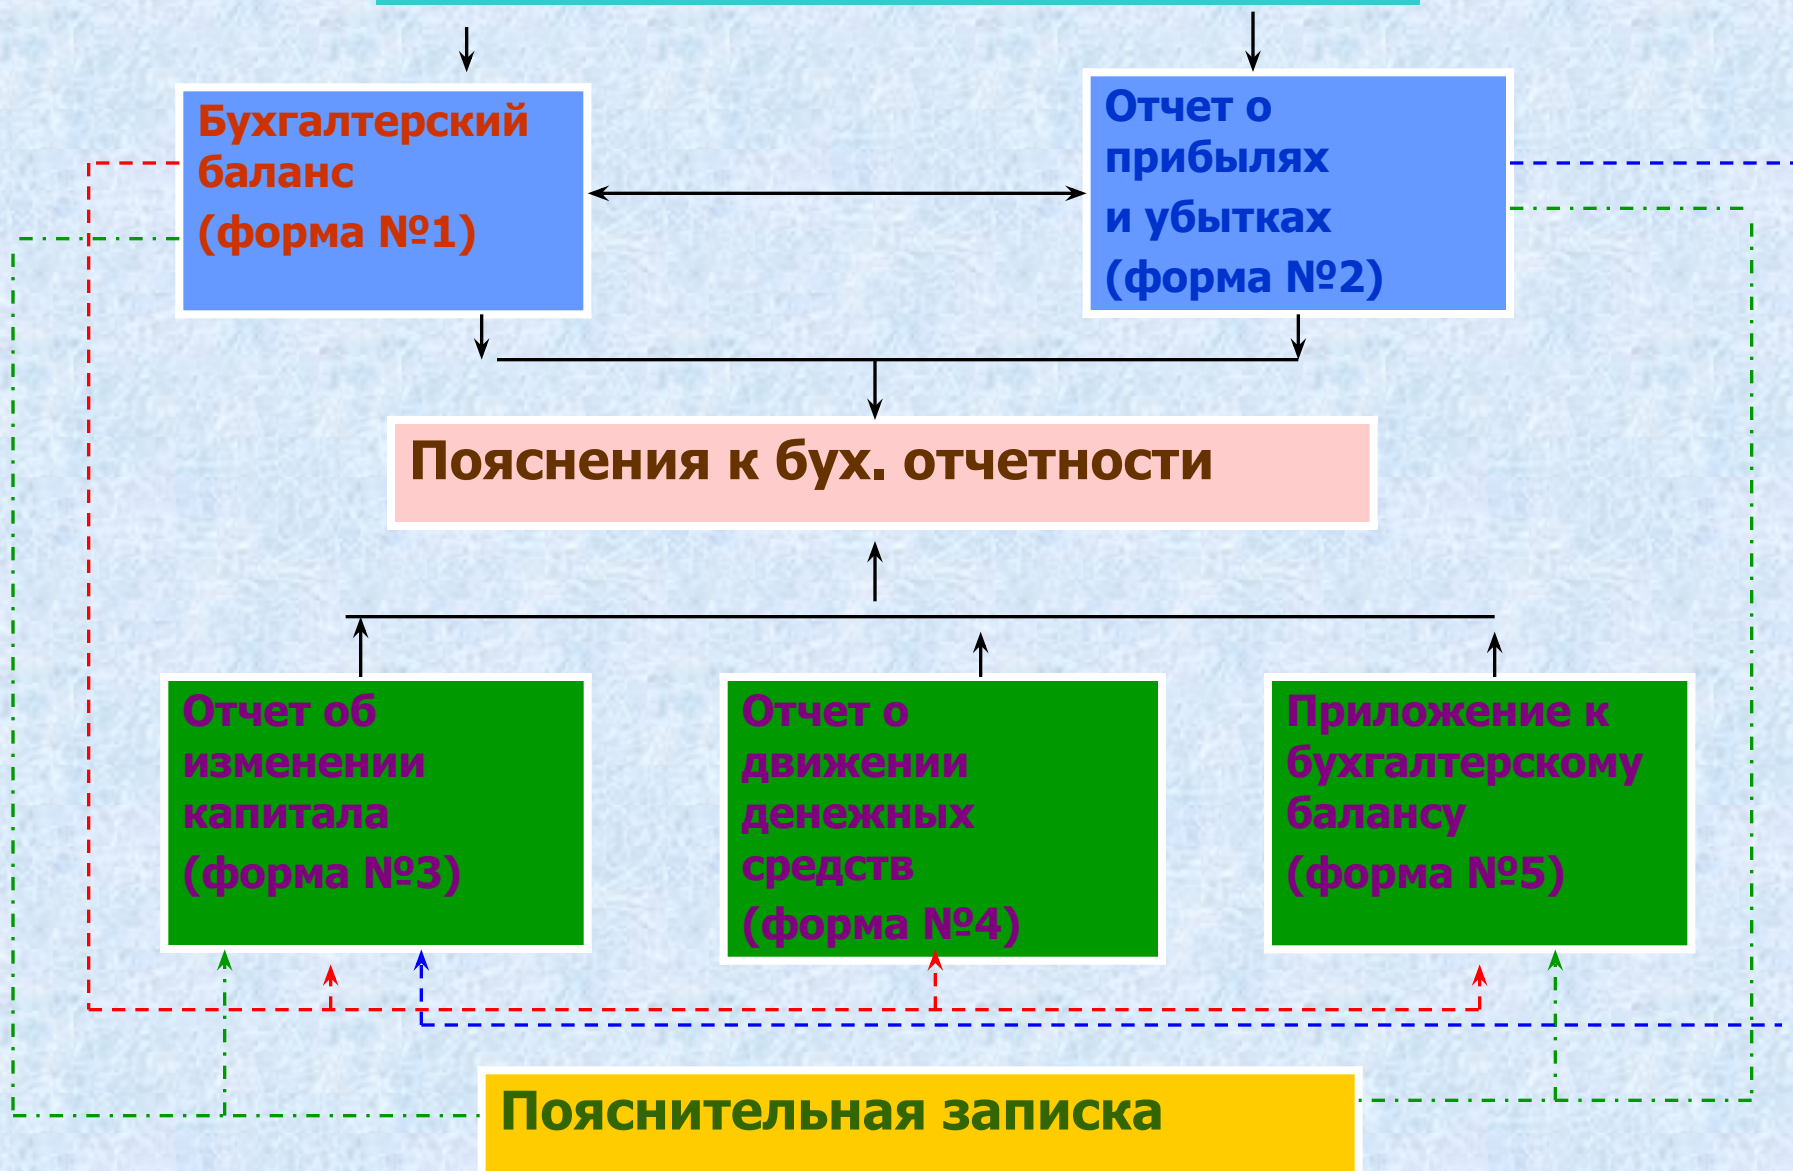 Бухгалтерский
баланс
(форма №1)
Отчет о
прибылях
и убытках
(форма №2)
Пояснения к бух. отчетности
Отчет об
изменении
капитала
(форма №3)
Отчет о
движении
денежных
средств
(форма №4)
Приложение к
бухгалтерскому
балансу
(форма №5)
Пояснительная записка